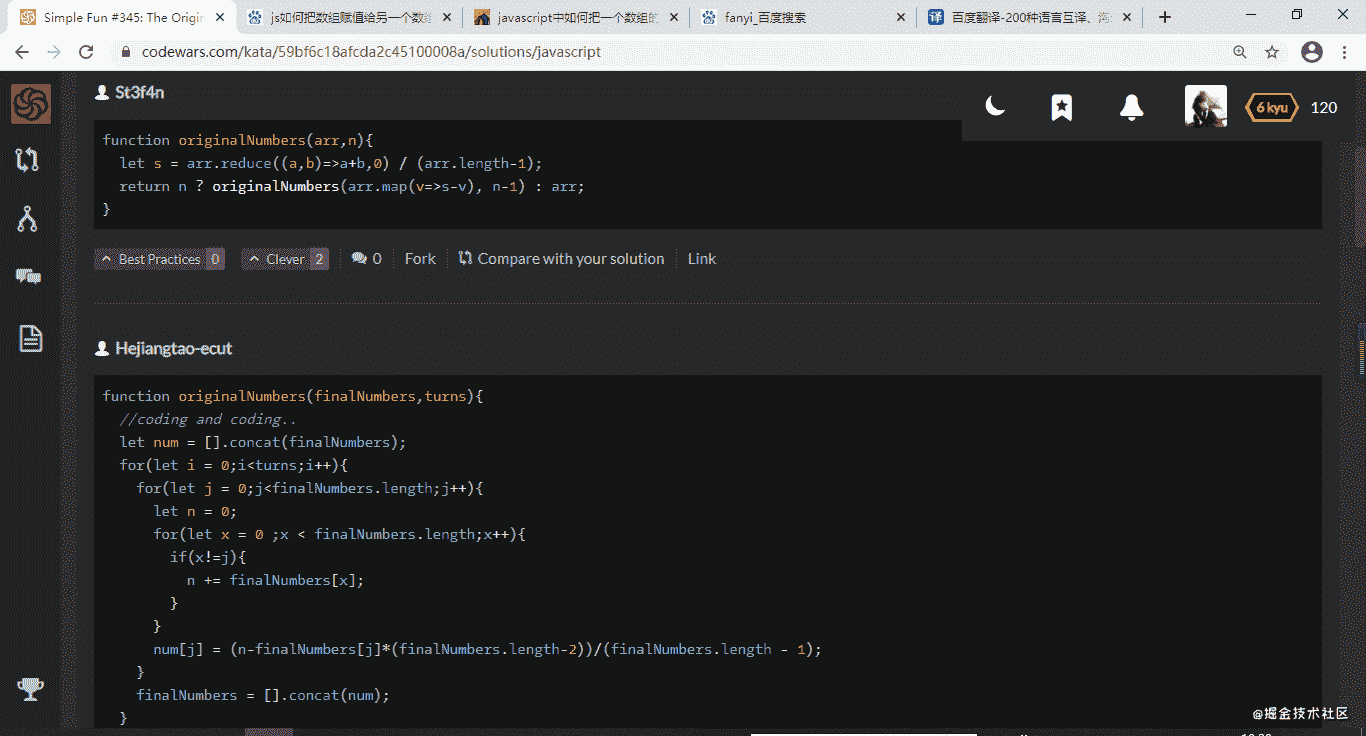 Simple Fun #345: The Origin
js如何把数组赋值给另一个数组
javascript中如何把一个数组的
fanyi_百度搜索
译 百度翻译-200种语言互译、沟
codewars.com/kata/59bf6c18afcda2c45100008a/solutions/javascript
6 kyu 120
St3f4n
function originalNumbers(arr,n){
let s = arr.reduce((a,b)=>a+b,0) / (arr.length-1);
return n ? originalNumbers(arr.map(v=>s-v), n-1) : arr;
}
Best Practices 0 Clever 2 0 Fork Compare with your solution Link
Hejiangtao-ecut
function originalNumbers(finalNumbers,turns){
//coding and coding..
let num = [].concat(finalNumbers);
for(let i = 0;i<turns;i++){
for(let j = 0;j<finalNumbers.length;j++){
let n = 0;
for(let x = 0 ;x < finalNumbers.length;x++){
if(x!=j){
n += finalNumbers[x];
}
}
num[j] = (n-finalNumbers[j]*(finalNumbers.length-2))/(finalNumbers.length - 1);
}
finalNumbers = [].concat(num);
}
@掘金技术社区